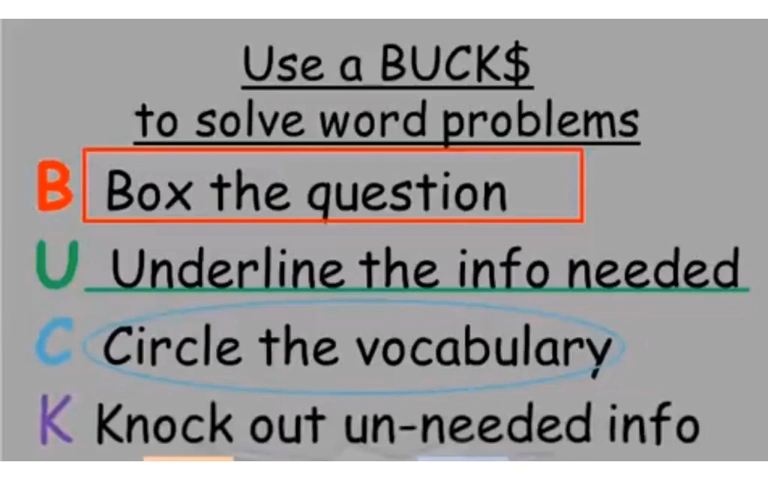 Use a BUCK$
to solve word problems
B Box the question
U Underline the info needed
C Circle the vocabulary
K Knock out un-needed info